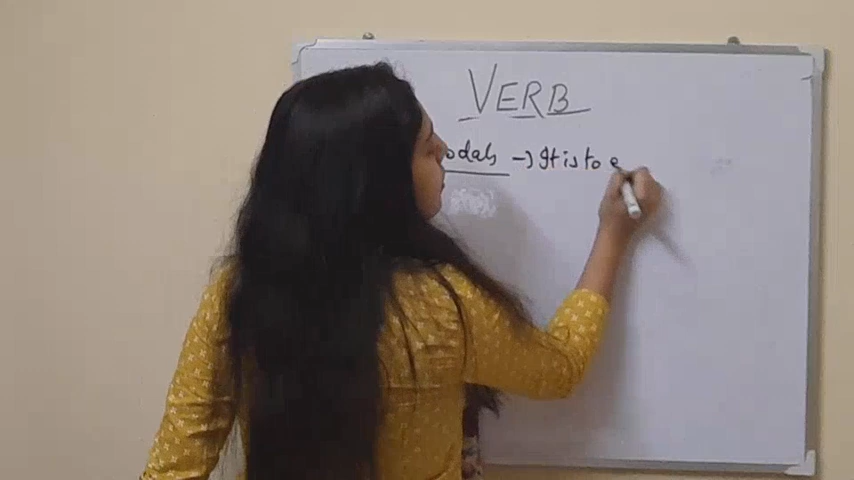 VERB
odals → It is to e